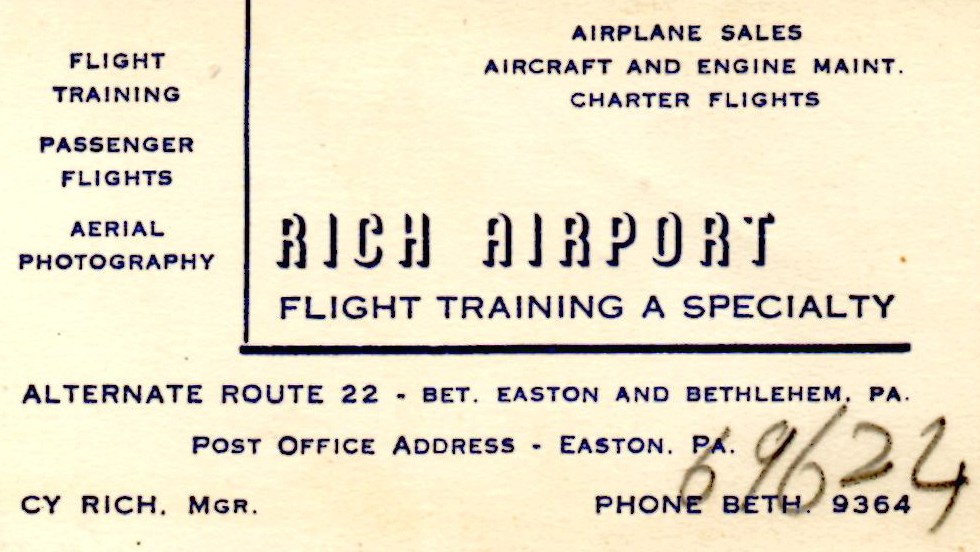 FLIGHT
TRAINING
PASSENGER
FLIGHTS
AERIAL
PHOTOGRAPHY
AIRPLANE SALES
AIRCRAFT AND ENGINE MAINT.
CHARTER FLIGHTS
RICH AIRPORT
FLIGHT TRAINING A SPECIALTY
ALTERNATE ROUTE 22 - BET. EASTON AND BETHLEHEM, PA.
POST OFFICE ADDRESS - EASTON, PA.
69624
CY RICH, MGR.
PHONE BETH. 9364